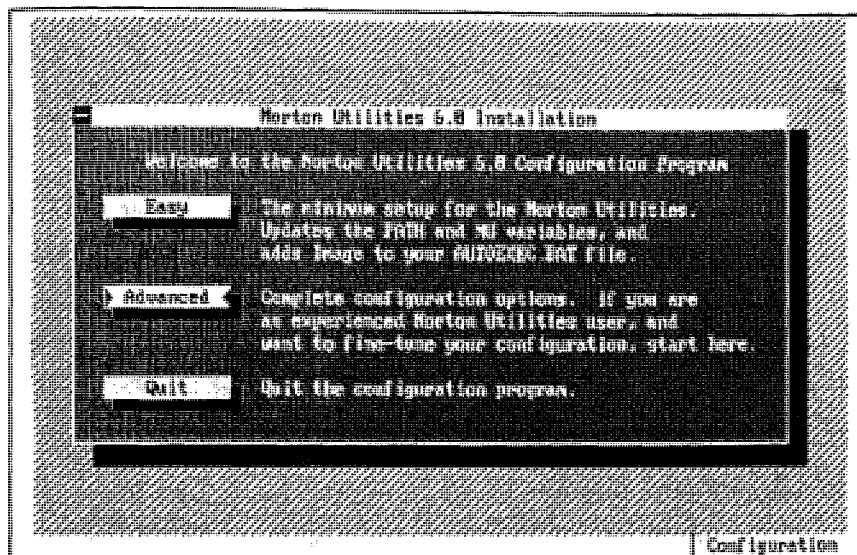 Norton Utilities 6.0 Installation
Welcome to the Norton Utilities 6.0 Configuration Program
Easy
The minimum setup for the Norton Utilities.
Updates the PATH and NU variables, and
adds Image to your AUTOEXEC.BAT file.
Advanced
Complete configuration options. If you are
an experienced Norton Utilities user, and
want to fine-tune your configuration, start here.
Quit
Quit the configuration program.
Configuration